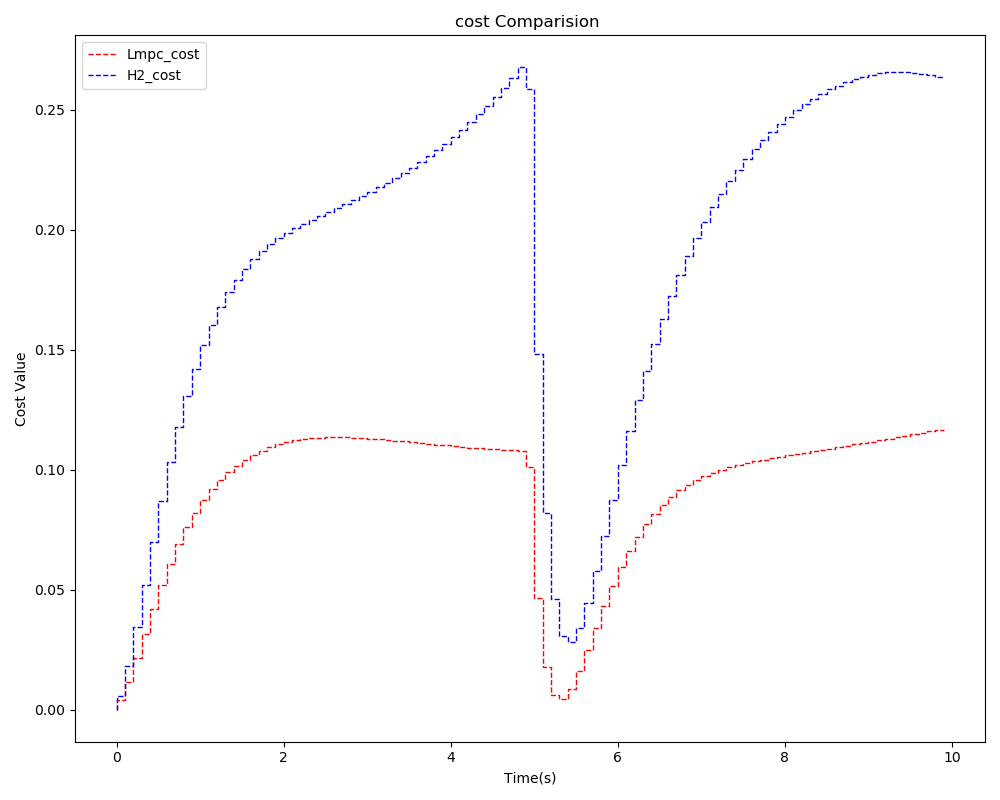 cost Comparision
Lmpc_cost
H2_cost
Cost Value
0.25
0.20
0.15
0.10
0.05
0.00
0 2 4 6 8 10
Time(s)